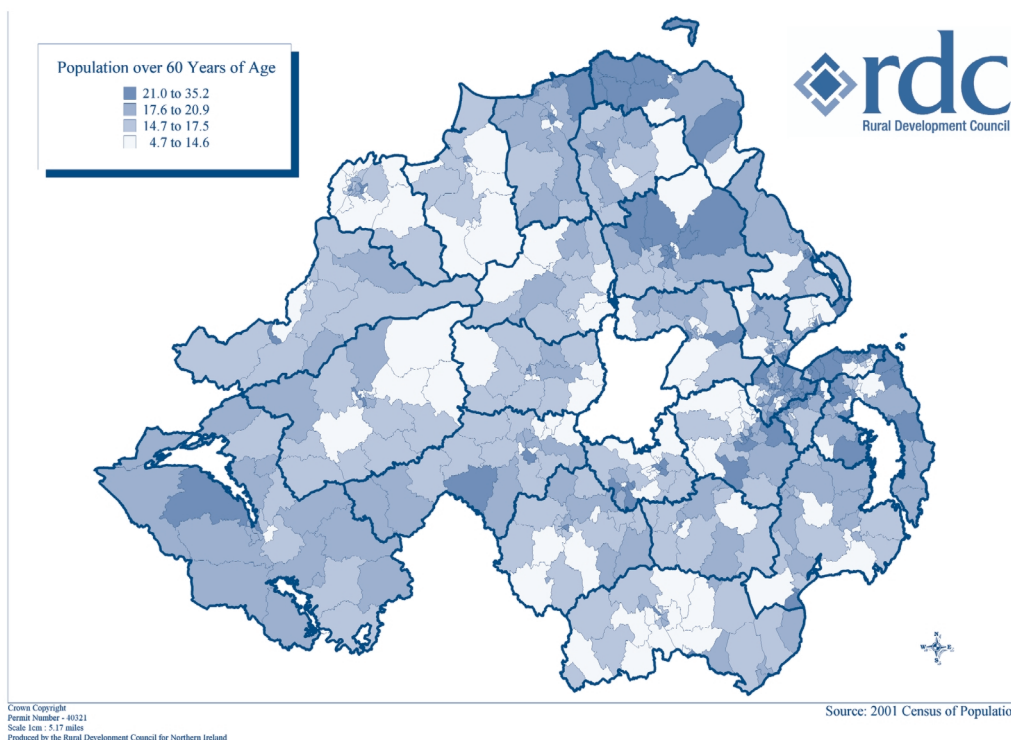 Population over 60 Years of Age
21.0 to 35.2
17.6 to 20.9
14.7 to 17.5
4.7 to 14.6
rdc
Rural Development Council
N
W E
S
Crown Copyright
Permit Number - 40321
Scale 1cm : 5.17 miles
Produced by the Rural Development Council for Northern Ireland
Source: 2001 Census of Populatio